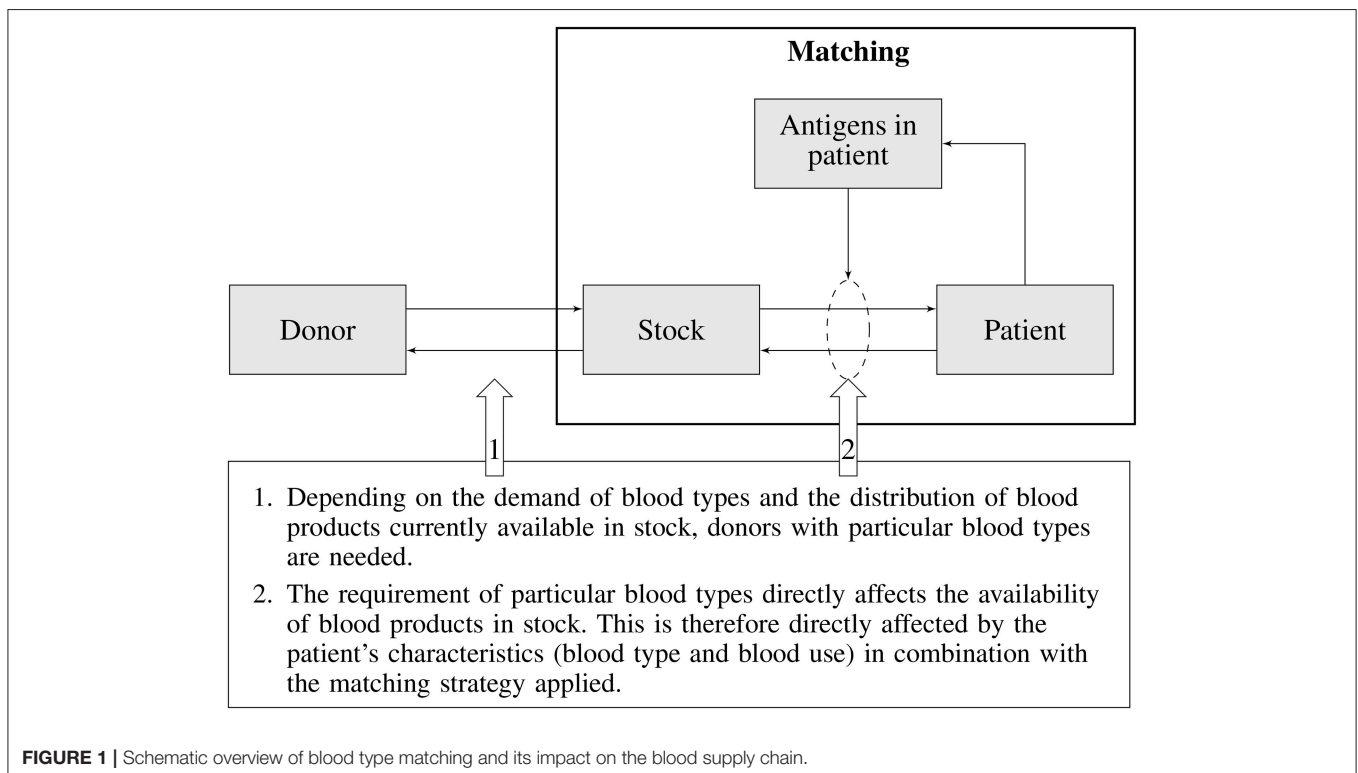 Matching
Antigens in
patient
Donor
Stock
Patient
1
2
1. Depending on the demand of blood types and the distribution of blood
products currently available in stock, donors with particular blood types
are needed.
2. The requirement of particular blood types directly affects the availability
of blood products in stock. This is therefore directly affected by the
patient's characteristics (blood type and blood use) in combination with
the matching strategy applied.
FIGURE 1 | Schematic overview of blood type matching and its impact on the blood supply chain.